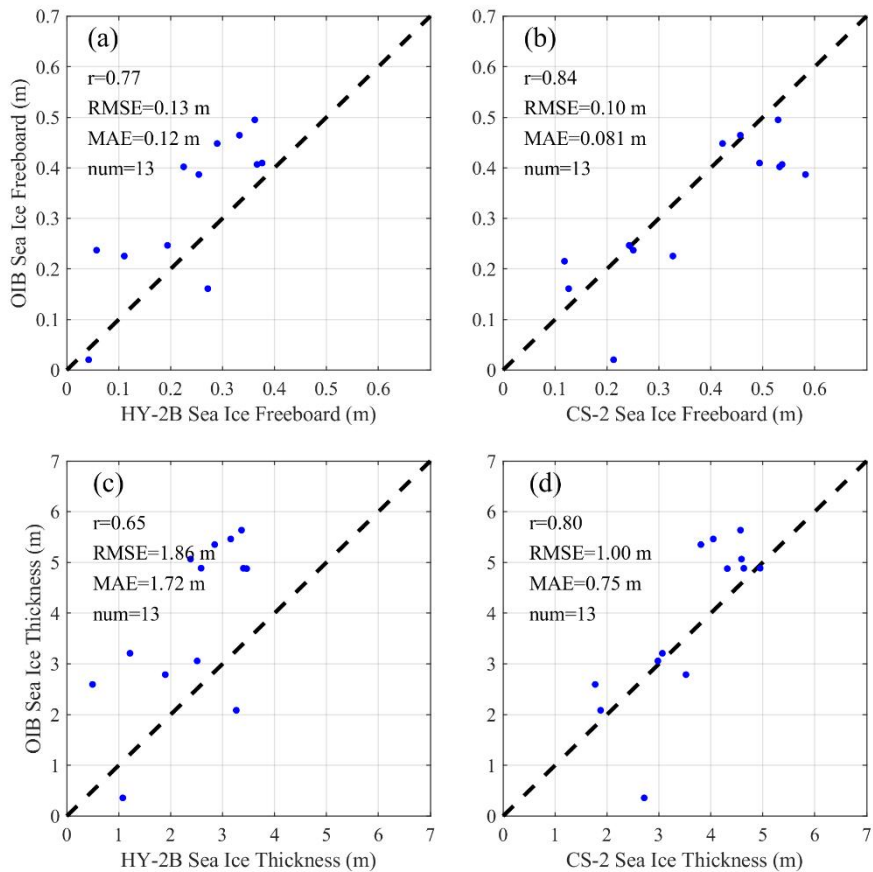 (a)
r=0.77
RMSE=0.13 m
MAE=0.12 m
num=13
OIB Sea Ice Freeboard (m)
0.7
0.6
0.5
0.4
0.3
0.2
0.1
0
0 0.1 0.2 0.3 0.4 0.5 0.6
HY-2B Sea Ice Freeboard (m)
(b)
r=0.84
RMSE=0.10 m
MAE=0.081 m
num=13
0.7
0.6
0.5
0.4
0.3
0.2
0.1
0
0 0.1 0.2 0.3 0.4 0.5 0.6
CS-2 Sea Ice Freeboard (m)
(c)
r=0.65
RMSE=1.86 m
MAE=1.72 m
num=13
OIB Sea Ice Thickness (m)
7
6
5
4
3
2
1
0
0 1 2 3 4 5 6 7
HY-2B Sea Ice Thickness (m)
(d)
r=0.80
RMSE=1.00 m
MAE=0.75 m
num=13
7
6
5
4
3
2
1
0
0 1 2 3 4 5 6 7
CS-2 Sea Ice Thickness (m)